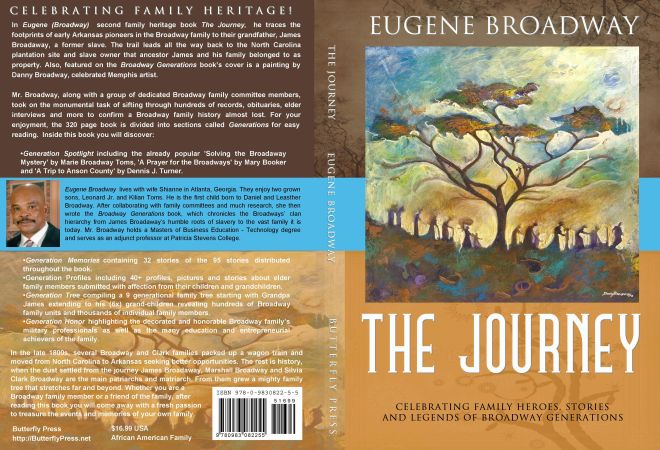 CELEBRATING FAMILY HERITAGE!
In Eugene (Broadway) second family heritage book The Journey, he traces the
footprints of early Arkansas pioneers in the Broadway family to their grandfather, James
Broadaway, a former slave. The trail leads all the way back to the North Carolina
plantation site and slave owner that ancestor James and his family belonged to as
property. Also, featured on the Broadway Generations book's cover is a painting by
Danny Broadway, celebrated Memphis artist.
Mr. Broadway, along with a group of dedicated Broadway family committee members,
took on the monumental task of sifting through hundreds of records, obituaries, elder
interviews and more to confirm a Broadway family history almost lost. For your
enjoyment, the 320 page book is divided into sections called Generations for easy
reading. Inside this book you will discover:
•Generation Spotlight including the already popular 'Solving the Broadaway
Mystery' by Marie Broadway Toms, 'A Prayer for the Broadways' by Mary Booker
and 'A Trip to Anson County' by Dennis J. Turner.
Eugene Broadway lives with wife Shianne in Atlanta, Georgia. They enjoy two grown
sons, Leonard Jr. and Kilian Toms. He is the first child born to Daniel and Leasther
Broadway. After collaborating with family committees and much research, she then
wrote the Broadway Generations book, which chronicles the Broadways' clan
hierarchy from James Broadaway's humble roots of slavery to the vast family it is
today. Mr. Broadway holds a Masters of Business Education - Technology degree
and serves as an adjunct professor at Patricia Stevens College.
•Generation Memories containing 32 stories of the 95 stories distributed
throughout the book.
•Generation Profiles including 40+ profiles, pictures and stories about elder
family members submitted with affection from their children and grandchildren.
•Generation Tree compiling a 9 generational family tree starting with Grandpa
James extending to his (6x) grand-children revealing hundreds of Broadway
family units and thousands of individual family members.
•Generation Honor highlighting the decorated and honorable Broadway family's
military professionals as well as the many education and entrepreneurial
achievers of the family.
In the late 1800s, several Broadway and Clark families packed up a wagon train and
moved from North Carolina to Arkansas seeking better opportunities. The rest is history,
when the dust settled from the journey James Broadaway, Marshall Broadway and Silvia
Clark Broadway are the main patriarchs and matriarch. From them grew a mighty family
tree that stretches far and beyond. Whether you are a
Broadway family member or a friend of the family, after
reading this book you will come away with a fresh passion
to treasure the events and memories of your own family.
Butterfly Press
http://ButterflyPress.net
$16.99 USA
African American Family
ISBN 978-0-9830822-5-5
51699
9 780983 082255
THE JOURNEY
EUGENE BROADWAY
BUTTERFLY PRESS
EUGENE BROADWAY
THE JOURNEY
CELEBRATING FAMILY HEROES, STORIES
AND LEGENDS OF BROADWAY GENERATIONS